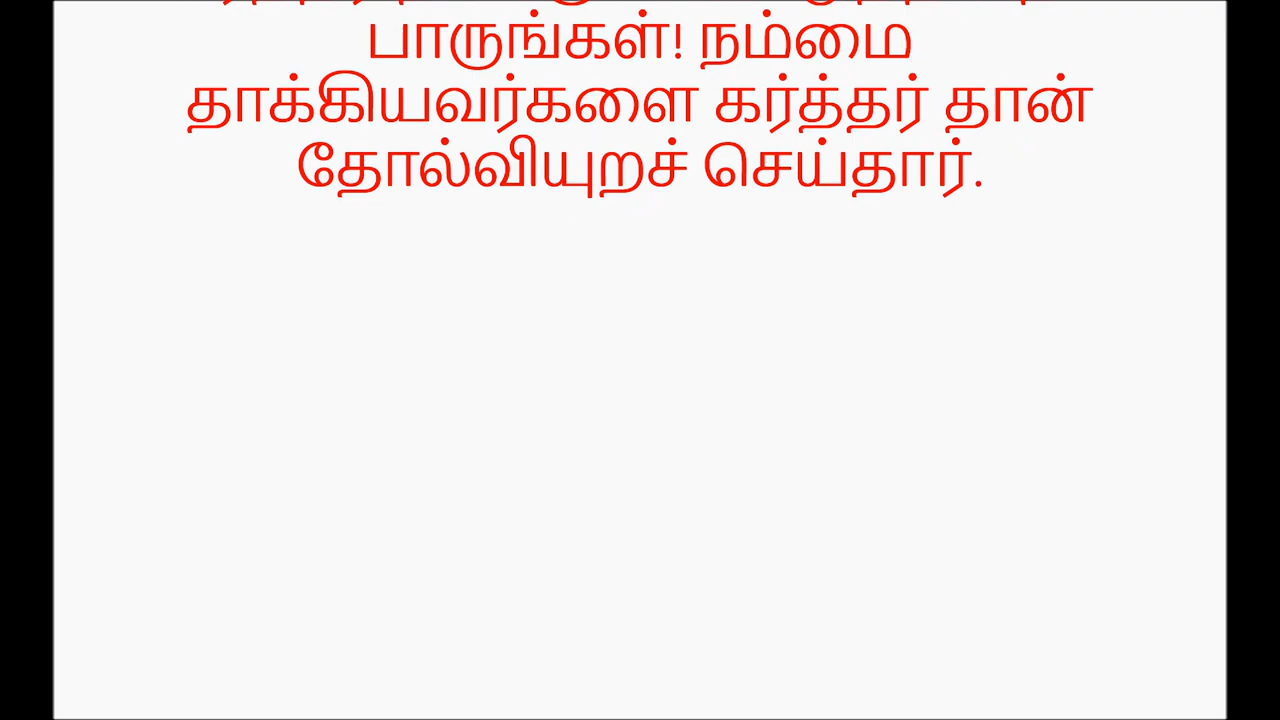 பாருங்கள்! நம்மை
தாக்கியவர்களை கர்த்தர் தான்
தோல்வியுறச் செய்தார்.